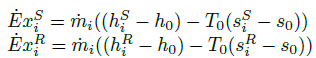 Ėx_i^S = ṁ_i((h_i^S − h_0) − T_0(s_i^S − s_0))
Ėx_i^R = ṁ_i((h_i^R − h_0) − T_0(s_i^R − s_0))